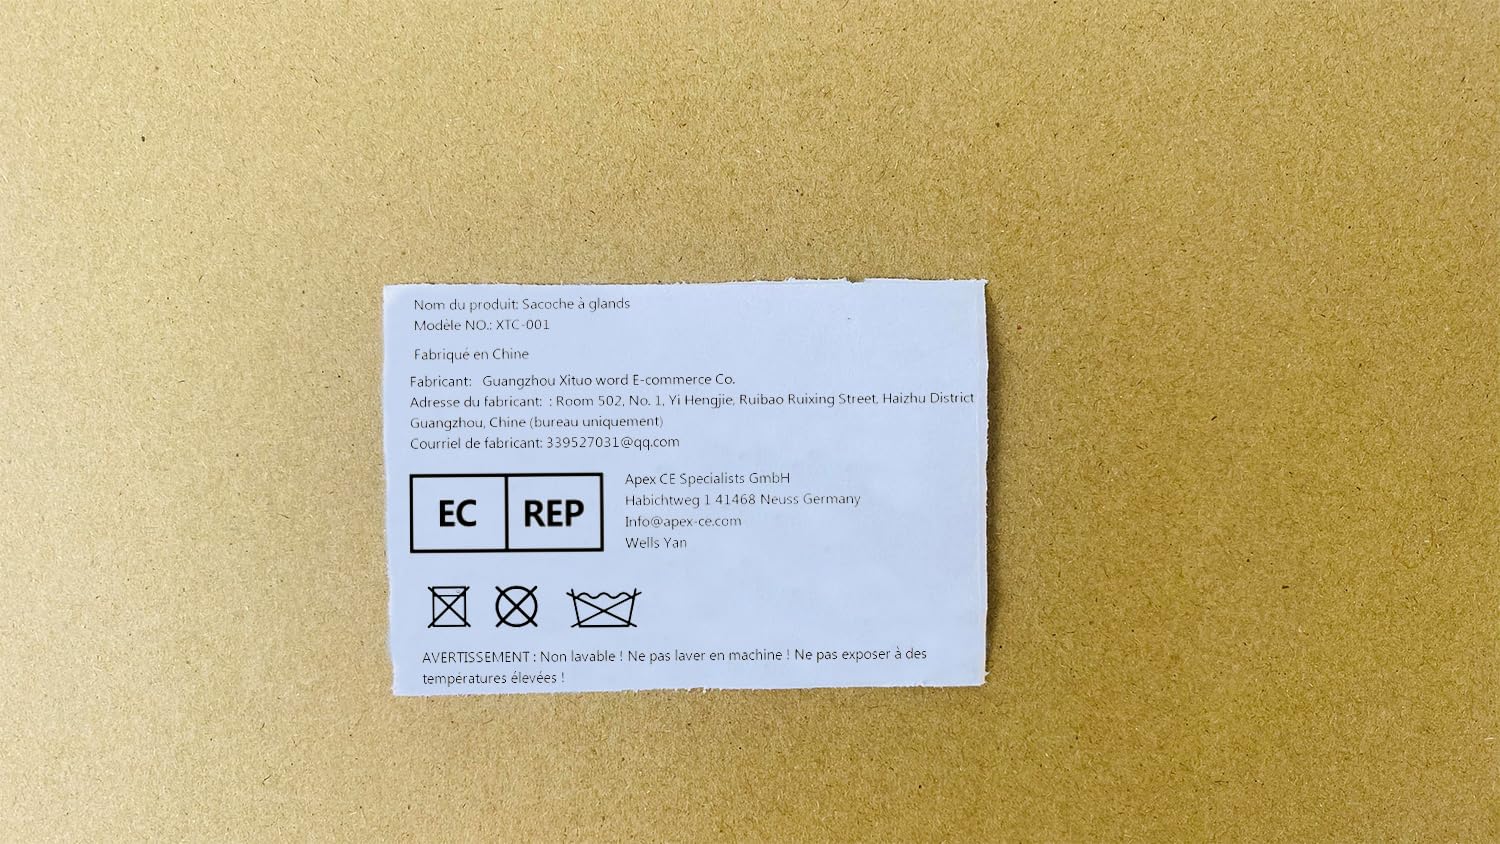 Nom du produit: Sacoche à glands
Modèle NO.: XTC-001
Fabriqué en Chine
Fabricant: Guangzhou Xituo word E-commerce Co.
Adresse du fabricant: : Room 502, No. 1, Yi Hengjie, Ruibao Ruixing Street, Haizhu District
Guangzhou, Chine (bureau uniquement)
Courriel de fabricant: 339527031@qq.com
EC REP
Apex CE Specialists GmbH
Habichtweg 1 41468 Neuss Germany
Info@apex-ce.com
Wells Yan
AVERTISSEMENT : Non lavable ! Ne pas laver en machine ! Ne pas exposer à des
températures élevées !